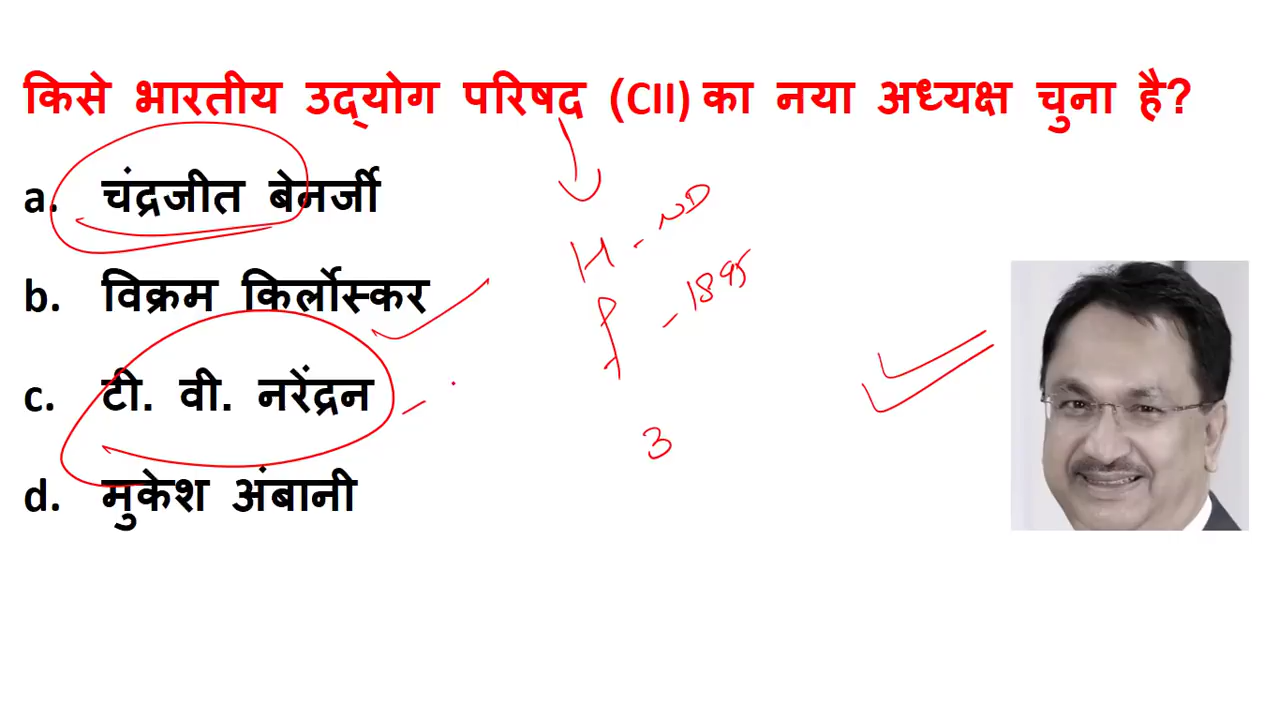 किसे भारतीय उद्योग परिषद (CII) का नया अध्यक्ष चुना है?
a. चंद्रजीत बेनर्जी
H - ND
b. विक्रम किर्लोस्कर
- 1895
c. टी. वी. नरेंद्रन
3
d. मुकेश अंबानी